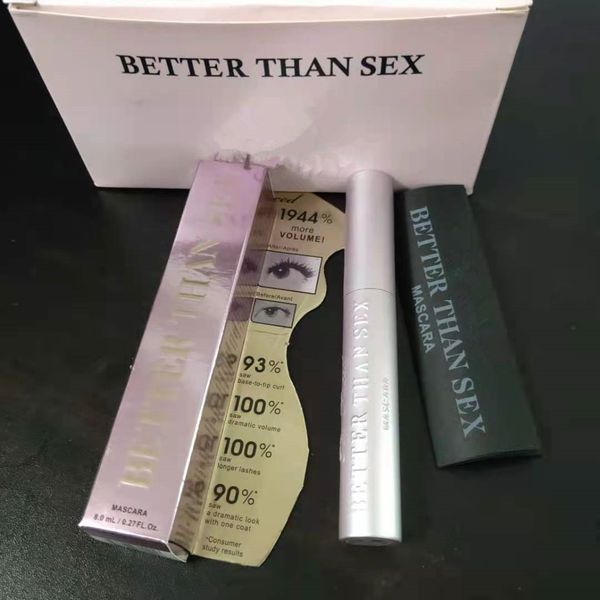 BETTER THAN SEX
BETTER THAN SEX
MASCARA
8.0 mL / 0.27 FL.Oz.
1944%
more
VOLUME!
After/Après
Before/Avant
93%*
saw
base-to-tip curl
100%*
saw
dramatic volume
100%*
saw
longer lashes
90%*
saw
a dramatic look
with one coat
*Consumer
study results
BETTER THAN SEX
MASCARA
BETTER THAN SEX
MASCARA